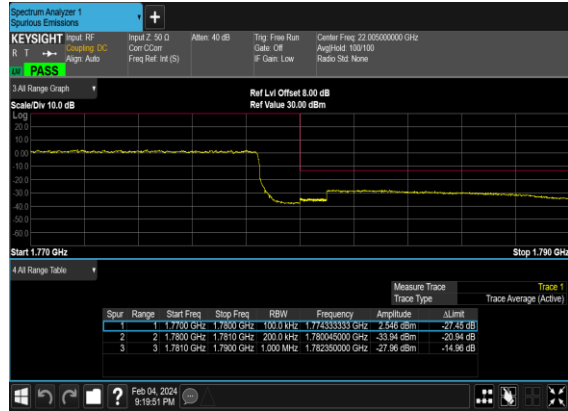 Spectrum Analyzer 1
Spurious Emissions
KEYSIGHT Input: RF Input Z: 50 Ω Atten: 40 dB Trig: Free Run Center Freq: 22.005000000 GHz
R T Coupling: DC Corr CCorr Gate: Off Avg|Hold: 100/100
Align: Auto Freq Ref: Int (S) IF Gain: Low Radio Std: None
PASS
3 All Range Graph
Ref Lvl Offset 8.00 dB
Scale/Div 10.0 dB Ref Value 30.00 dBm
Log
20.0
10.0
0.00
-10.0
-20.0
-30.0
-40.0
-50.0
-60.0
Start 1.770 GHz Stop 1.790 GHz
4 All Range Table
Measure Trace Trace 1
Trace Type Trace Average (Active)
Spur Range Start Freq Stop Freq RBW Frequency Amplitude ΔLimit
1 1 1.7700 GHz 1.7800 GHz 100.0 kHz 1.774333333 GHz 2.546 dBm -27.45 dB
2 2 1.7800 GHz 1.7810 GHz 200.0 kHz 1.780045000 GHz -33.94 dBm -20.94 dB
3 3 1.7810 GHz 1.7900 GHz 1.000 MHz 1.782350000 GHz -27.96 dBm -14.96 dB
? Feb 04, 2024
9:19:51 PM